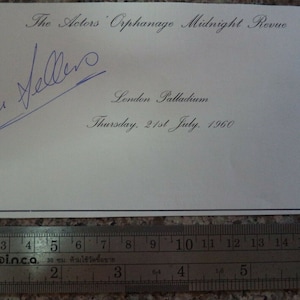 The Actors' Orphanage Midnight Revue
Sellers
London Palladium
Thursday, 21st July, 1960
3 4 5 6 7 8 9 10 11 12 13 14
2 3 4 5